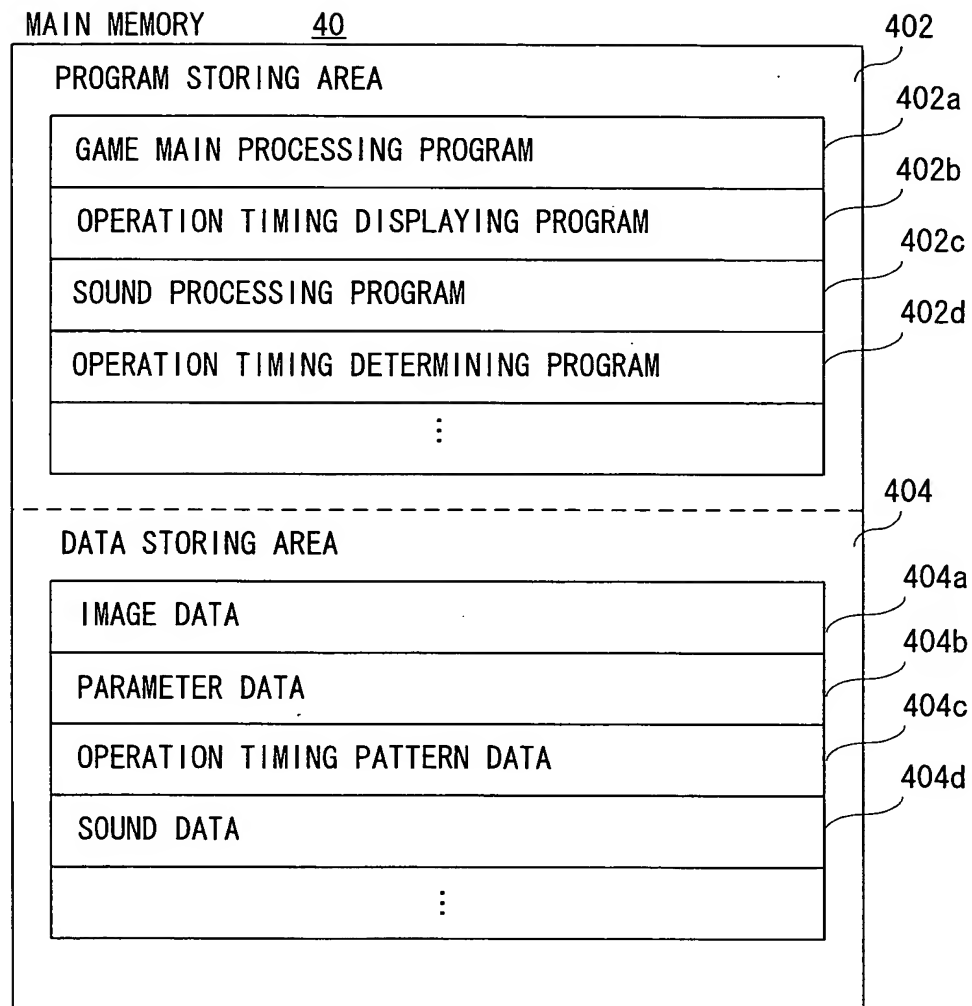 MAIN MEMORY 40
402
PROGRAM STORING AREA
402a
GAME MAIN PROCESSING PROGRAM
402b
OPERATION TIMING DISPLAYING PROGRAM
402c
SOUND PROCESSING PROGRAM
402d
OPERATION TIMING DETERMINING PROGRAM
⋮
404
DATA STORING AREA
404a
IMAGE DATA
404b
PARAMETER DATA
404c
OPERATION TIMING PATTERN DATA
404d
SOUND DATA
⋮